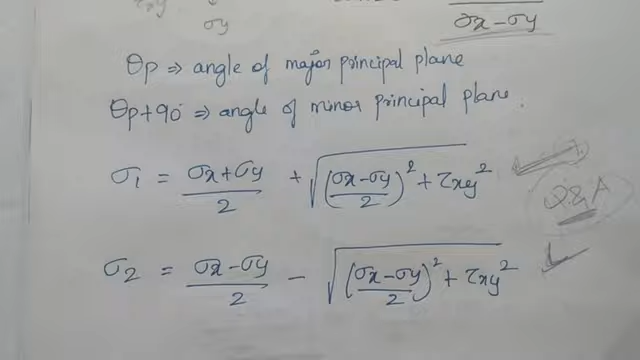 τxy
σy
σx-σy
θp ⇒ angle of major principal plane
θp+90° ⇒ angle of minor principal plane.
σ1 = σx+σy/2 + √(σx-σy/2)² + τxy²
Q&A
σ2 = σx-σy/2 - √(σx-σy/2)² + τxy²